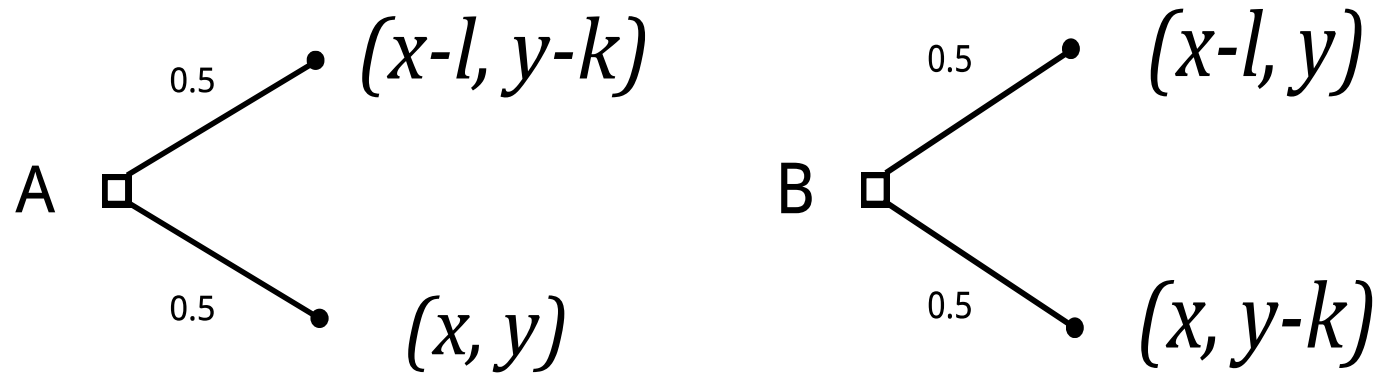 0.5 (x-l, y-k)
A
0.5 (x, y)
0.5 (x-l, y)
B
0.5 (x, y-k)